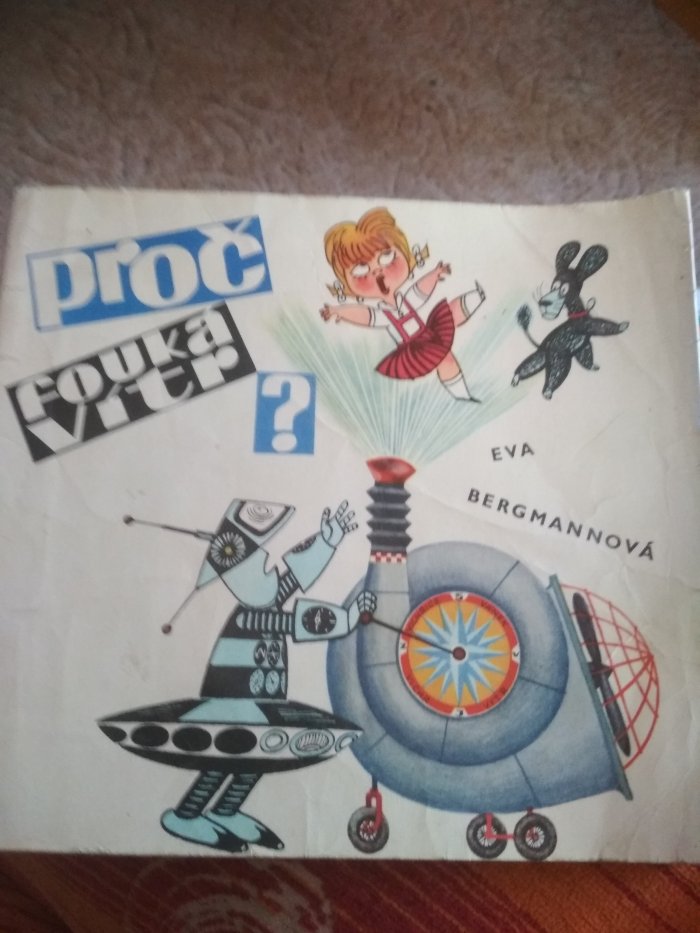 proč
fouká
vítr
?
EVA
BERGMANNOVÁ